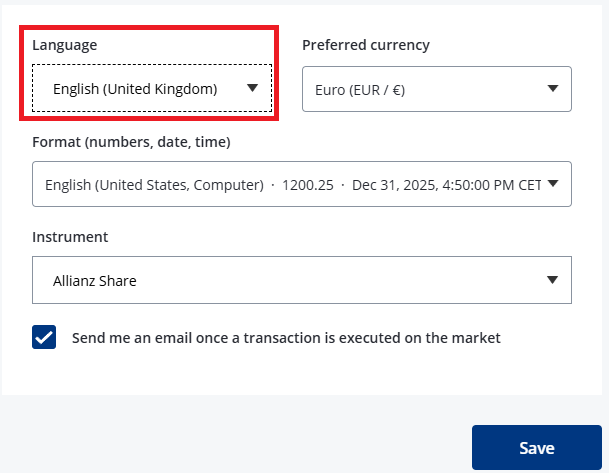 Language
Preferred currency
English (United Kingdom)
Euro (EUR / €)
Format (numbers, date, time)
English (United States, Computer) · 1200.25 · Dec 31, 2025, 4:50:00 PM CET
Instrument
Allianz Share
Send me an email once a transaction is executed on the market
Save